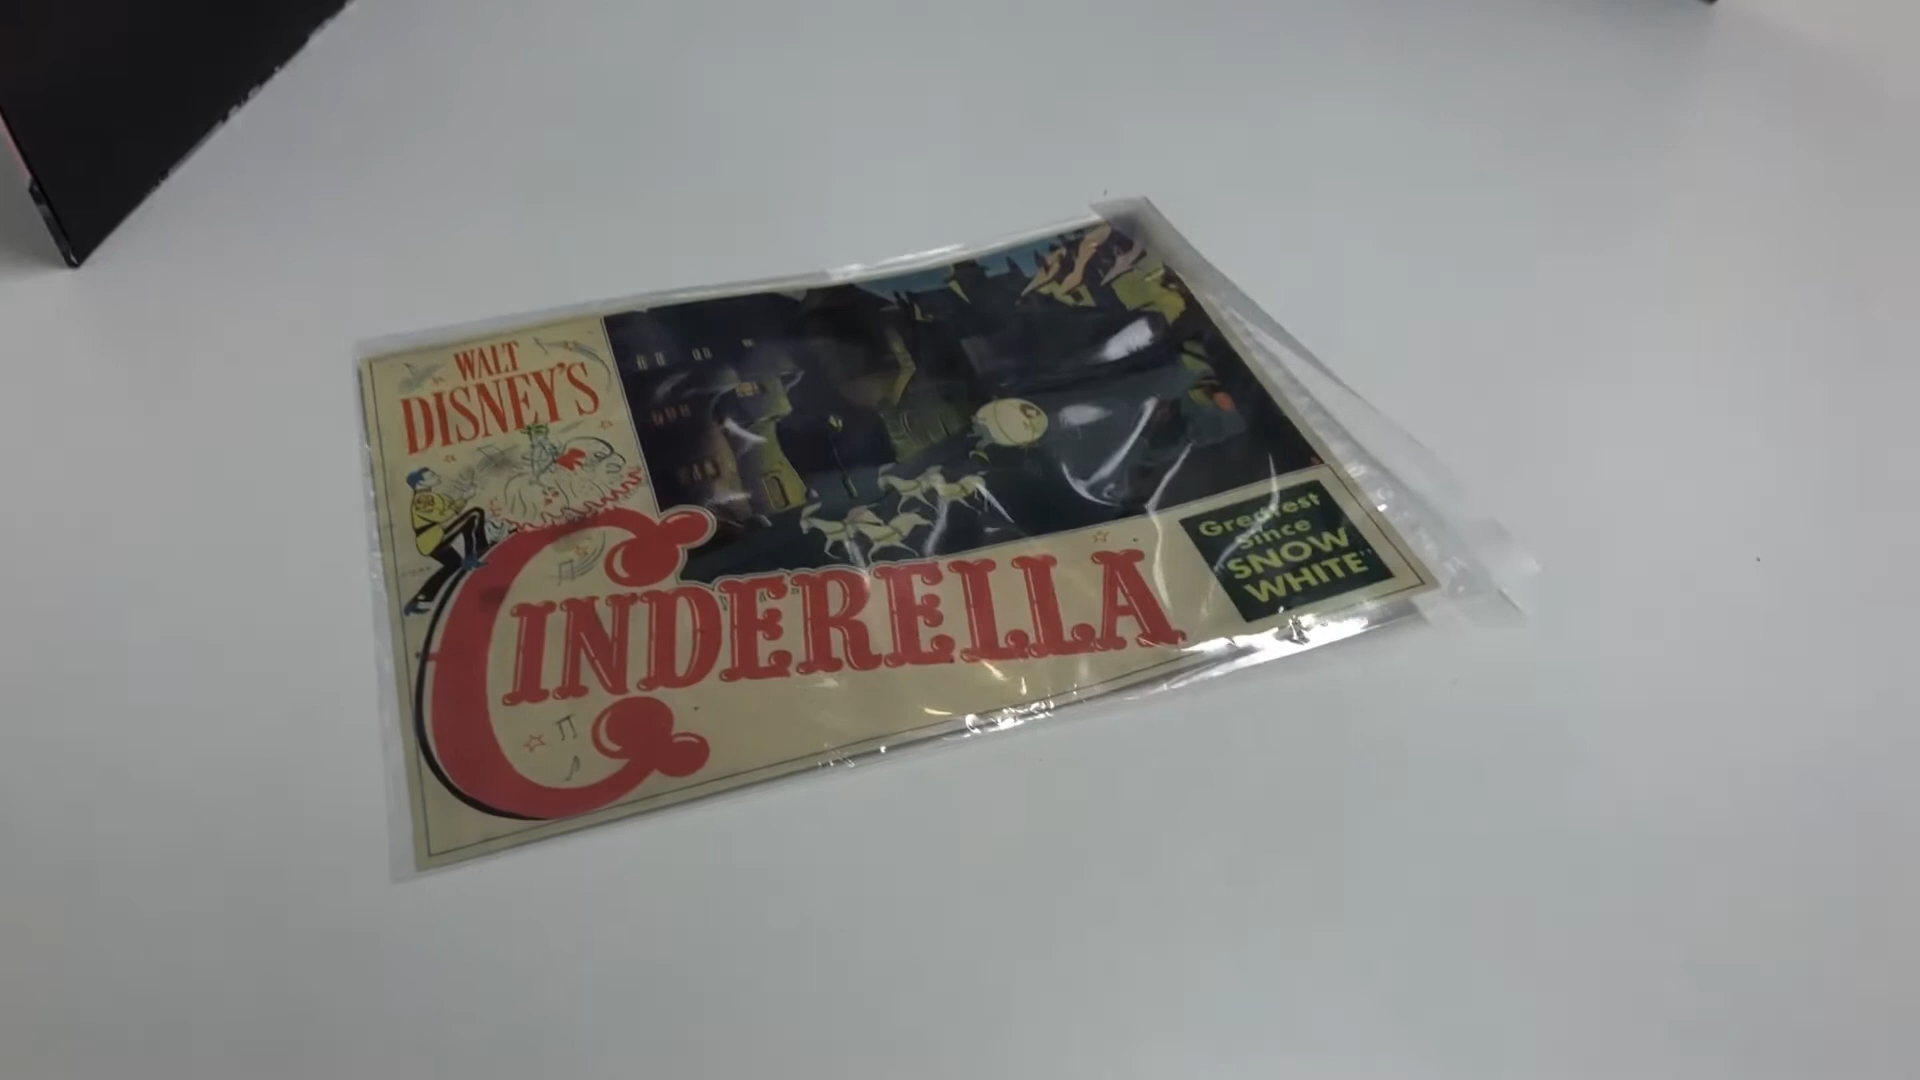 WALT
DISNEY'S
CINDERELLA
Greatest
Since
SNOW
WHITE"